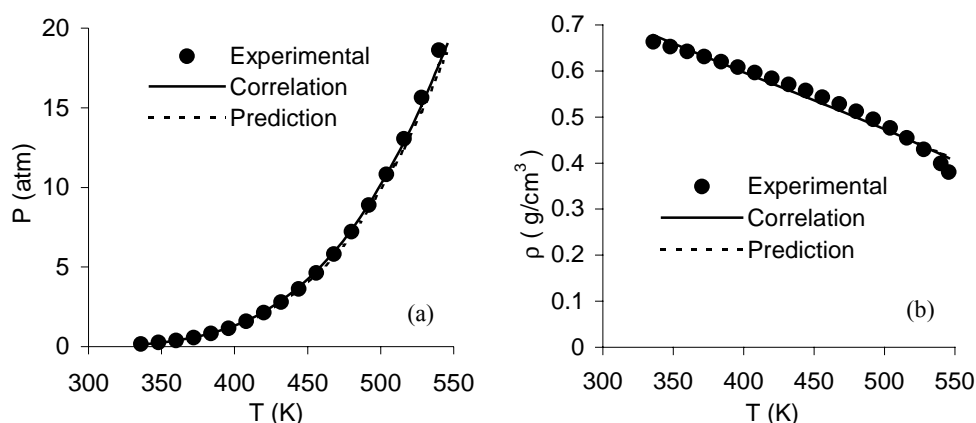 20
15
10
5
0
P (atm)
Experimental
Correlation
Prediction
(a)
300 350 400 450 500 550
T (K)
0.7
0.6
0.5
0.4
0.3
0.2
0.1
0
ρ ( g/cm³ )
Experimental
Correlation
Prediction
(b)
300 350 400 450 500 550
T (K)